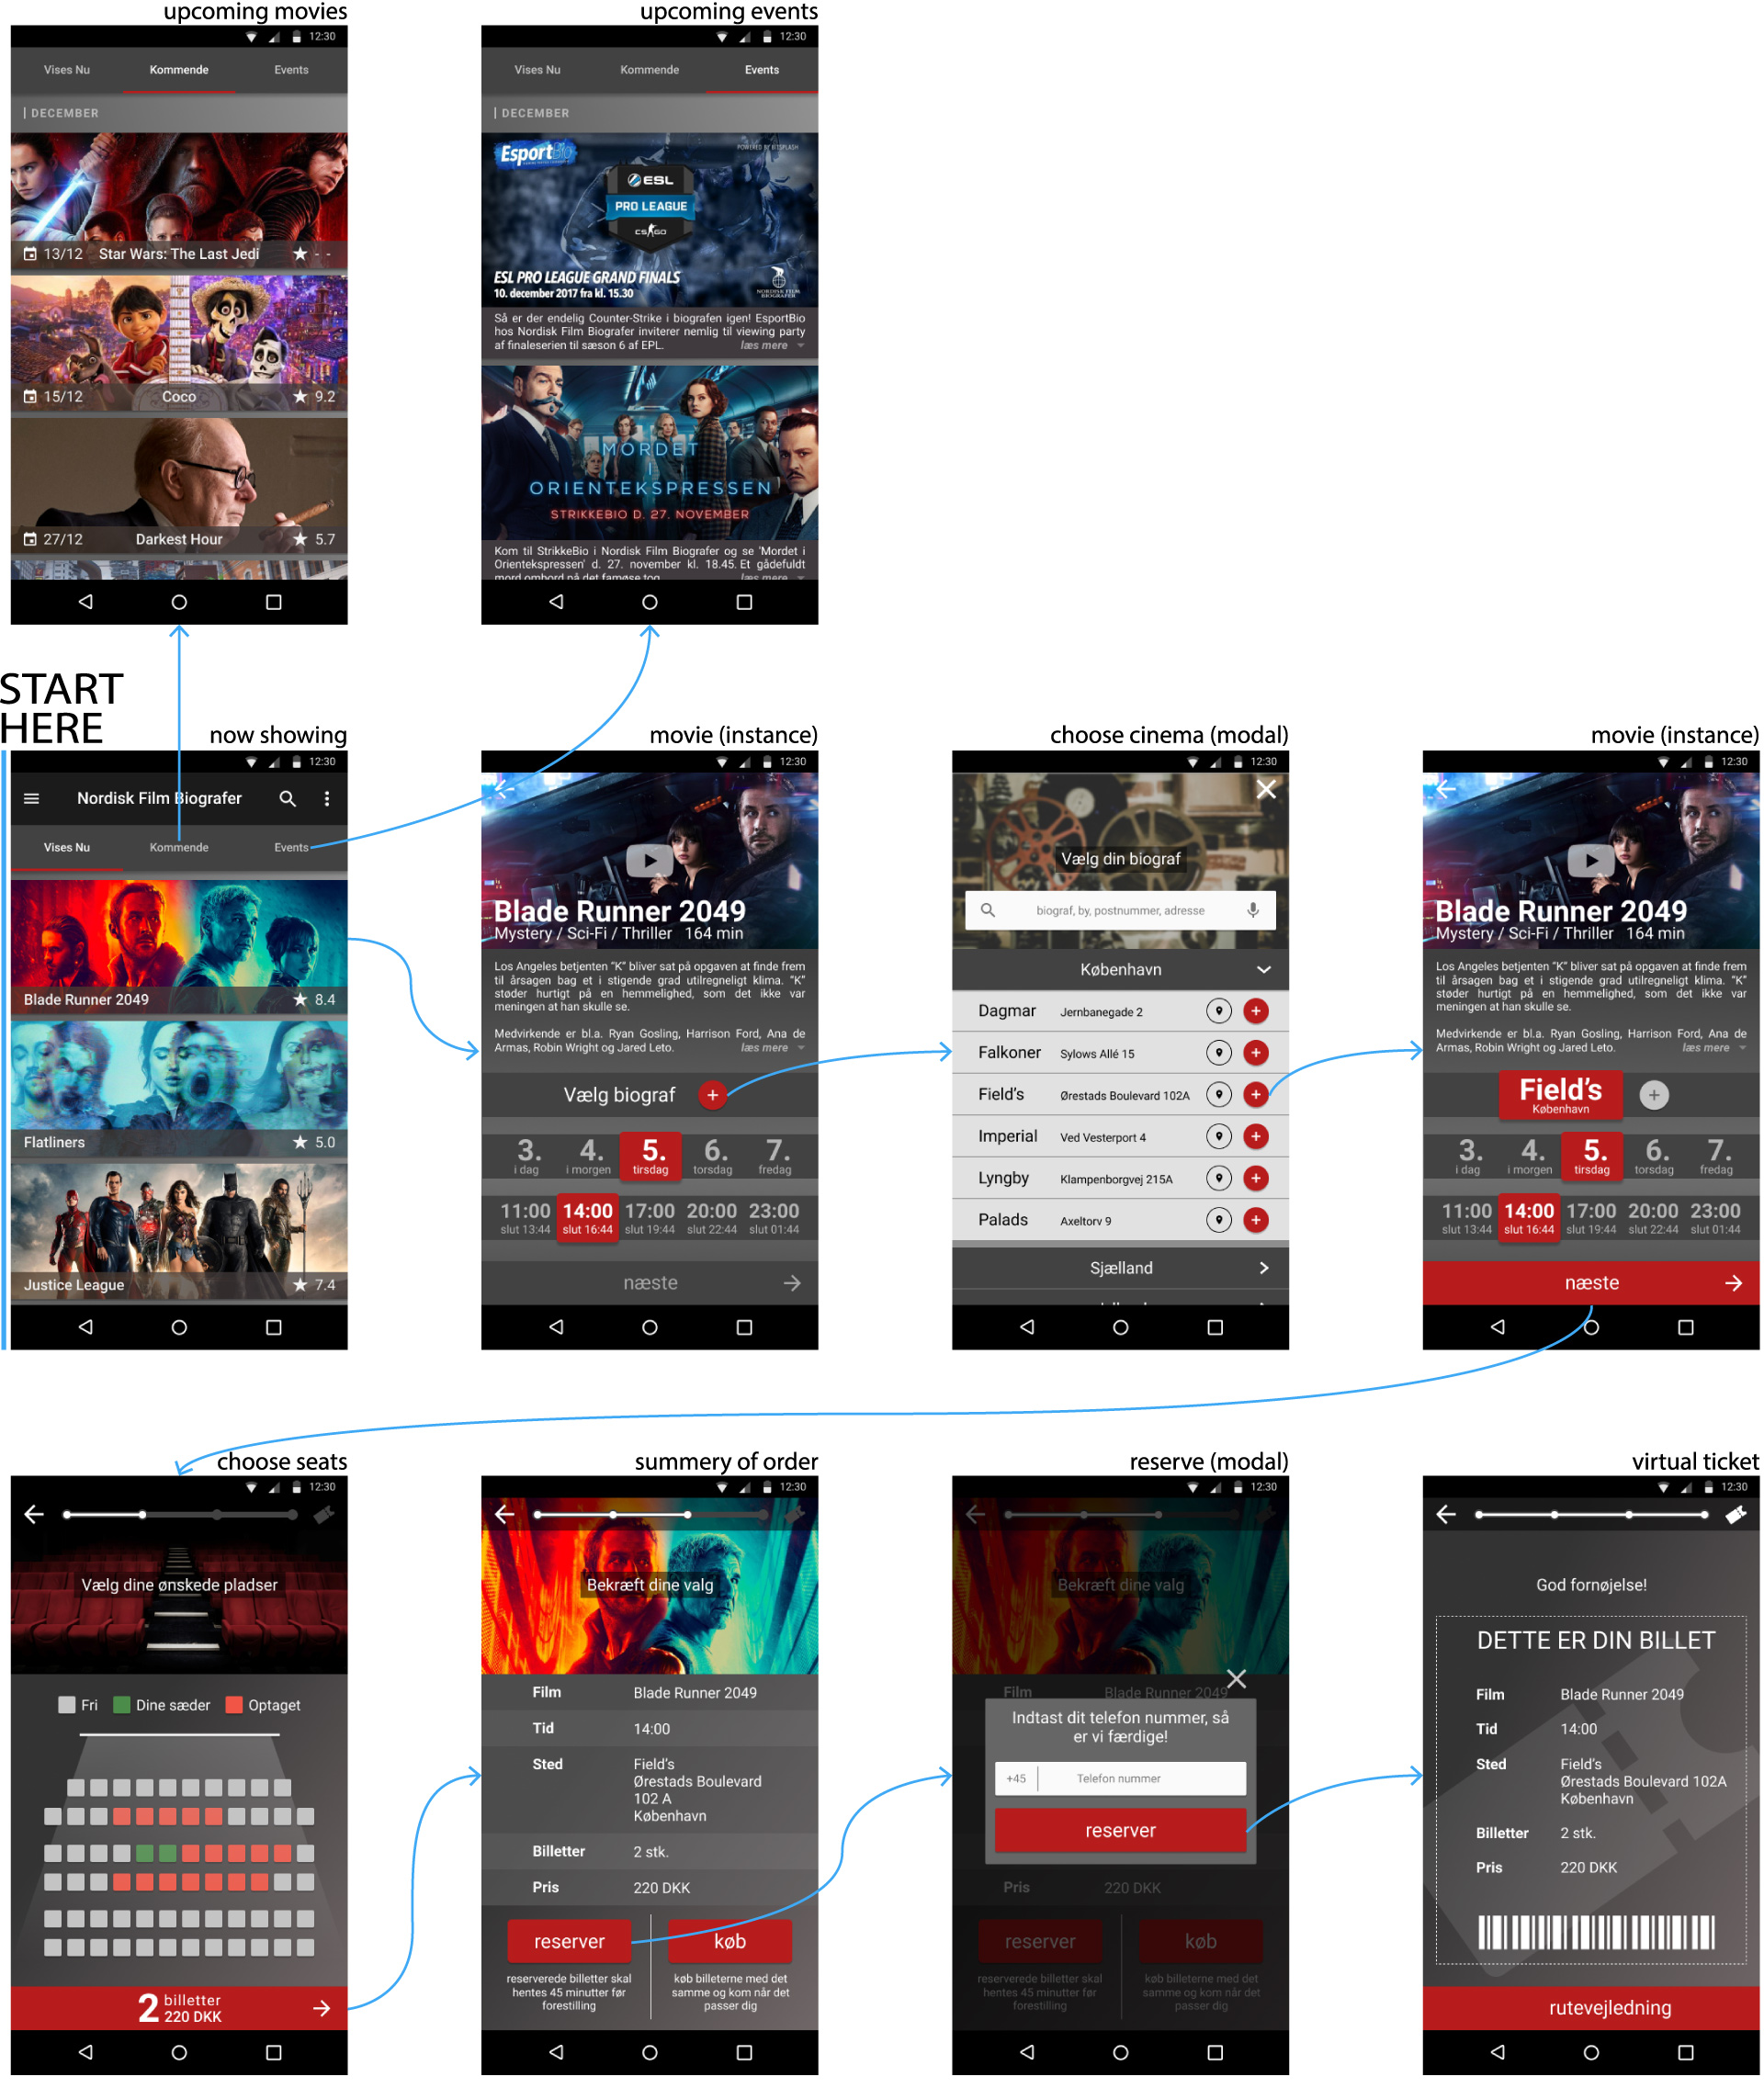 upcoming movies
12:30
Vises Nu Kommende Events
| DECEMBER
13/12 Star Wars: The Last Jedi ★ - -
15/12 Coco ★ 9.2
27/12 Darkest Hour ★ 5.7
upcoming events
12:30
Vises Nu Kommende Events
| DECEMBER
EsportBio
POWERED BY BITSPLASH
ESL
PRO LEAGUE
CS GO
ESL PRO LEAGUE GRAND FINALS
10. december 2017 fra kl. 15.30
NORDISK FILM
BIOGRAFER
Så er der endelig Counter-Strike i biografen igen! EsportBio
hos Nordisk Film Biografer inviterer nemlig til viewing party
af finaleserien til sæson 6 af EPL. læs mere
MORDET
I
ORIENTEKSPRESSEN
STRIKKEBIO D. 27. NOVEMBER
Kom til StrikkeBio i Nordisk Film Biografer og se 'Mordet i
Orientekspressen' d. 27. november kl. 18.45. Et gådefuldt
mord ombord på det famøse tog læs mere
START
HERE
now showing
12:30
Nordisk Film Biografer
Vises Nu Kommende Events
Blade Runner 2049 ★ 8.4
Flatliners ★ 5.0
Justice League ★ 7.4
movie (instance)
12:30
Blade Runner 2049
Mystery / Sci-Fi / Thriller 164 min
Los Angeles betjenten "K" bliver sat på opgaven at finde frem
til årsagen bag et i stigende grad utilregneligt klima. "K"
støder hurtigt på en hemmelighed, som det ikke var
meningen at han skulle se.
Medvirkende er bl.a. Ryan Gosling, Harrison Ford, Ana de
Armas, Robin Wright og Jared Leto. læs mere
Vælg biograf +
3. 4. 5. 6. 7.
i dag i morgen tirsdag torsdag fredag
11:00 14:00 17:00 20:00 23:00
slut 13:44 slut 16:44 slut 19:44 slut 22:44 slut 01:44
næste
choose cinema (modal)
12:30
Vælg din biograf
biograf, by, postnummer, adresse
København
Dagmar Jernbanegade 2 +
Falkoner Sylows Allé 15 +
Field's Ørestads Boulevard 102A +
Imperial Ved Vesterport 4 +
Lyngby Klampenborgvej 215A +
Palads Axeltorv 9 +
Sjælland
movie (instance)
12:30
Blade Runner 2049
Mystery / Sci-Fi / Thriller 164 min
Los Angeles betjenten "K" bliver sat på opgaven at finde frem
til årsagen bag et i stigende grad utilregneligt klima. "K"
støder hurtigt på en hemmelighed, som det ikke var
meningen at han skulle se.
Medvirkende er bl.a. Ryan Gosling, Harrison Ford, Ana de
Armas, Robin Wright og Jared Leto. læs mere
Field's
København
+
3. 4. 5. 6. 7.
i dag i morgen tirsdag torsdag fredag
11:00 14:00 17:00 20:00 23:00
slut 13:44 slut 16:44 slut 19:44 slut 22:44 slut 01:44
næste
choose seats
12:30
Vælg dine ønskede pladser
Fri Dine sæder Optaget
2 billetter
220 DKK
summery of order
12:30
Bekræft dine valg
Film Blade Runner 2049
Tid 14:00
Sted Field's
Ørestads Boulevard
102 A
København
Billetter 2 stk.
Pris 220 DKK
reserver
køb
reserverede billetter skal
hentes 45 minutter før
forestilling
køb billeterne med det
samme og kom når det
passer dig
reserve (modal)
12:30
Bekræft dine valg
Film Blade Runner 2049
Indtast dit telefon nummer, så
er vi færdige!
+45 Telefon nummer
reserver
Pris 220 DKK
reserver
køb
reserverede billetter skal
hentes 45 minutter før
forestilling
køb billeterne med det
samme og kom når det
passer dig
virtual ticket
12:30
God fornøjelse!
DETTE ER DIN BILLET
Film Blade Runner 2049
Tid 14:00
Sted Field's
Ørestads Boulevard 102A
København
Billetter 2 stk.
Pris 220 DKK
rutevejledning